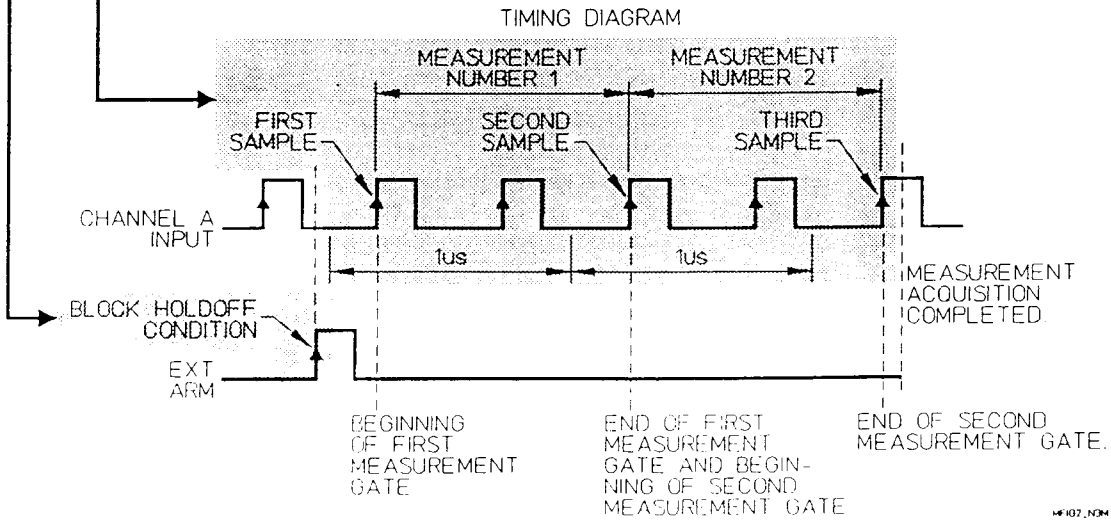 TIMING DIAGRAM
MEASUREMENT
NUMBER 1
MEASUREMENT
NUMBER 2
FIRST
SAMPLE
SECOND
SAMPLE
THIRD
SAMPLE
CHANNEL A
INPUT
1us
1us
MEASUREMENT
ACQUISITION
COMPLETED.
BLOCK HOLDOFF
CONDITION
EXT
ARM
BEGINNING
OF FIRST
MEASUREMENT
GATE
END OF FIRST
MEASUREMENT
GATE AND BEGIN-
NING OF SECOND
MEASUREMENT GATE
END OF SECOND
MEASUREMENT GATE.
MF107_N3M